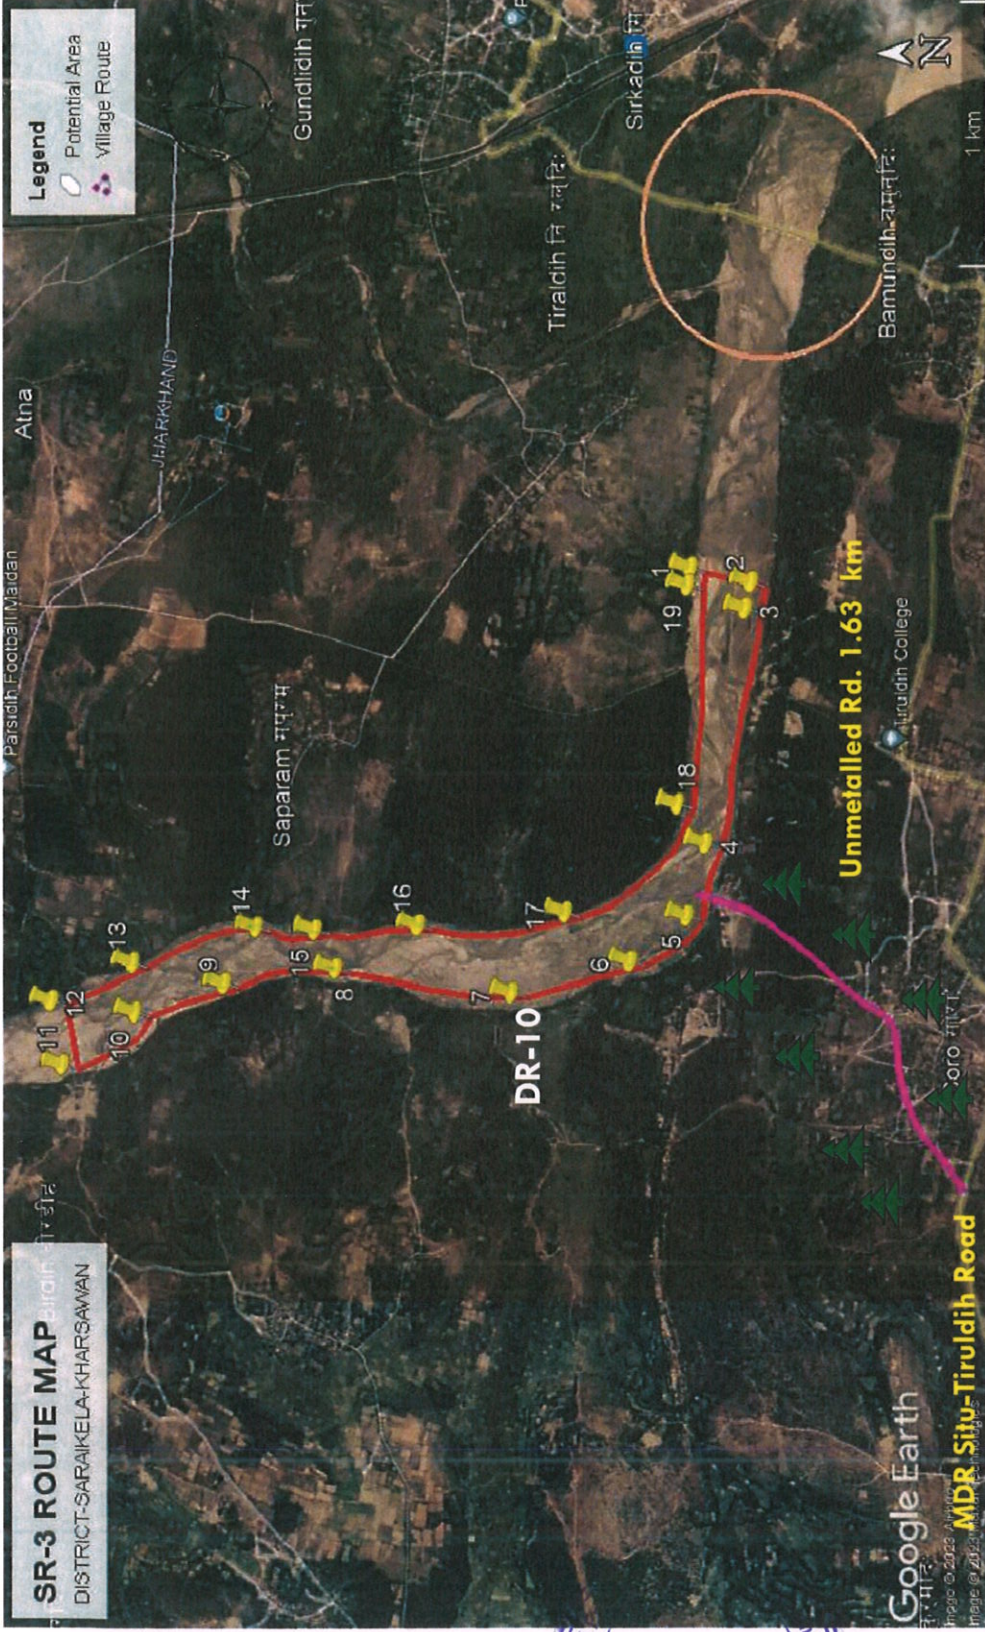 SR-3 ROUTE MAP
DISTRICT-SARAIKELA-KHARSAWAN
Parsidih Football Maidan
Atna
Legend
Potential Area
Village Route
JHARKHAND
Gundlidih
Saparam
Sirkadih
Tiraldih
11
12
13
10
9
14
15
8
16
7
17
DR-10
6
5
18
4
19
1
2
3
Bamundih
Unmetalled Rd. 1.63 km
Tiruldih College
N
1 km
Google Earth
MDR Situ-Tiruldih Road